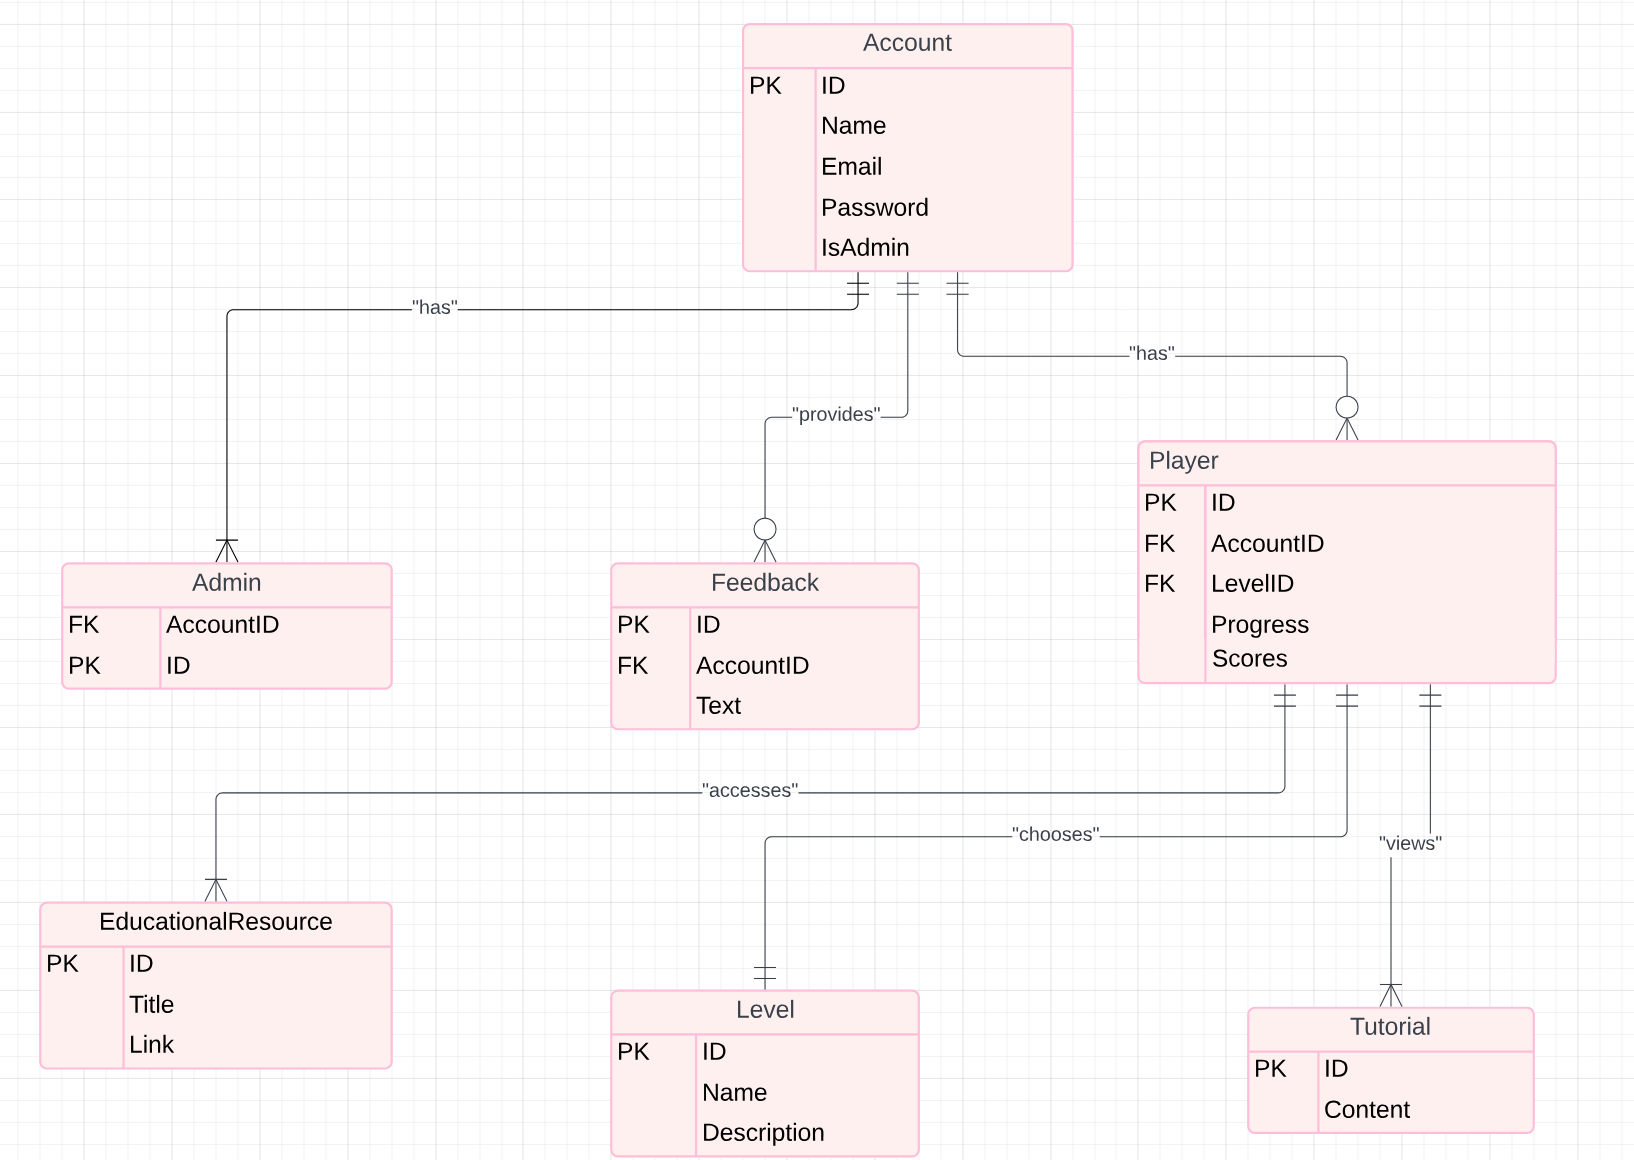 Account
PK ID
Name
Email
Password
IsAdmin
"has"
"has"
"provides"
Player
PK ID
FK AccountID
FK LevelID
Progress
Scores
Admin
FK AccountID
PK ID
Feedback
PK ID
FK AccountID
Text
"accesses"
"chooses"
"views"
EducationalResource
PK ID
Title
Link
Level
PK ID
Name
Description
Tutorial
PK ID
Content